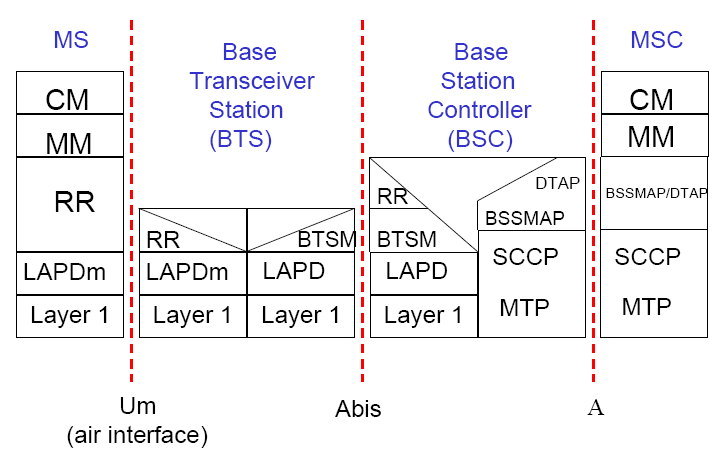 MS
Base
Transceiver
Station
(BTS)
Base
Station
Controller
(BSC)
MSC
CM
MM
RR
LAPDm
Layer 1
RR
BTSM
LAPDm
LAPD
Layer 1
Layer 1
RR
BTSM
LAPD
Layer 1
DTAP
BSSMAP
SCCP
MTP
CM
MM
BSSMAP/DTAP
SCCP
MTP
Um
(air interface)
Abis
A